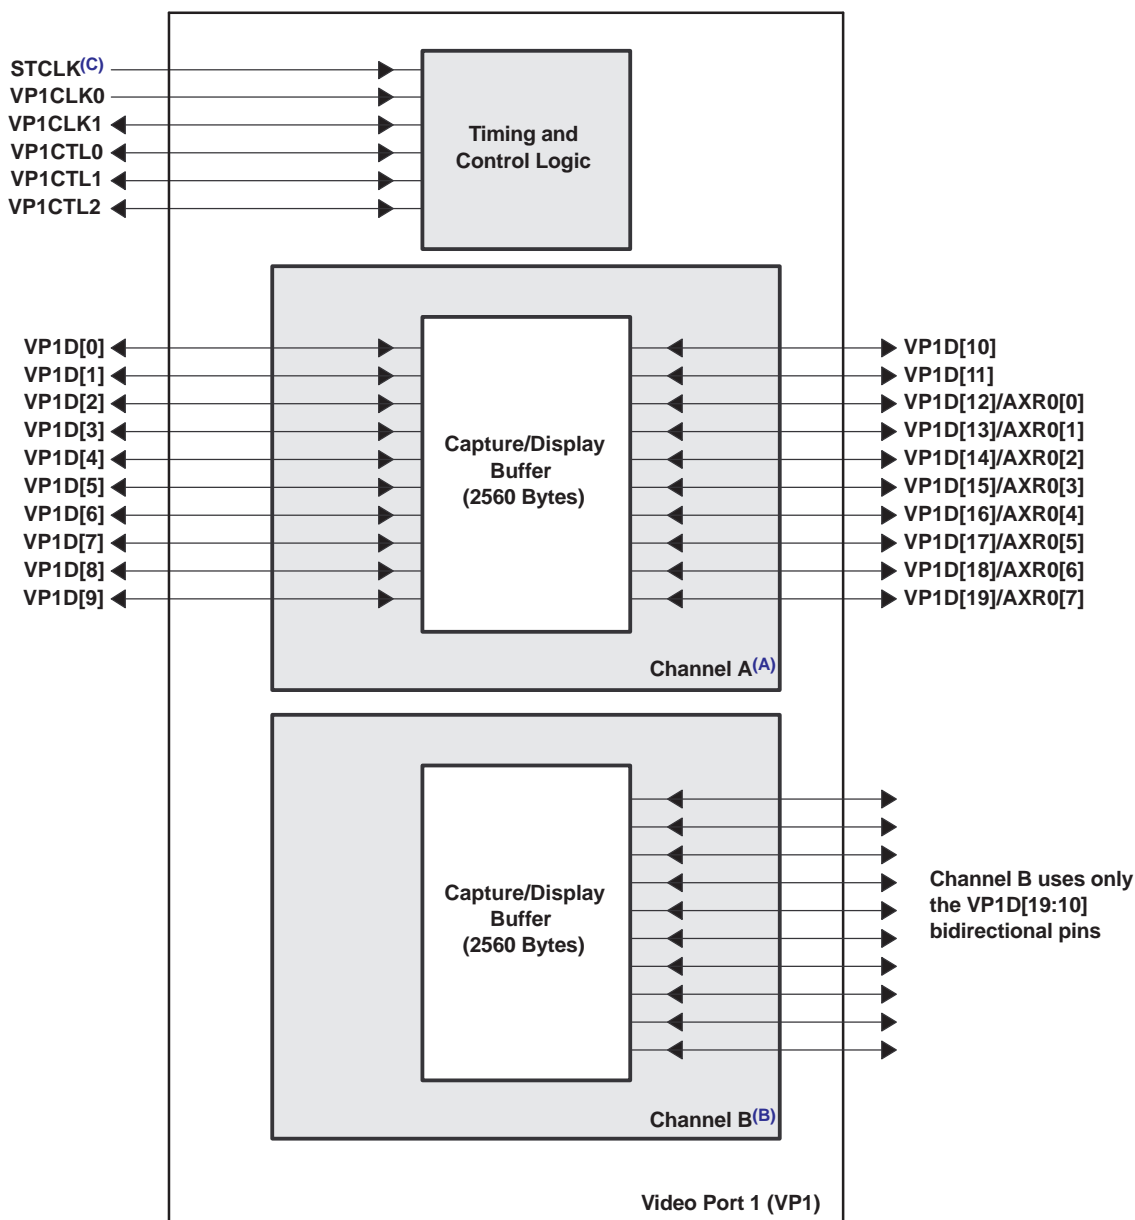 STCLK(C)
VP1CLK0
VP1CLK1
VP1CTL0
VP1CTL1
VP1CTL2
Timing and
Control Logic
VP1D[0]
VP1D[1]
VP1D[2]
VP1D[3]
VP1D[4]
VP1D[5]
VP1D[6]
VP1D[7]
VP1D[8]
VP1D[9]
Capture/Display
Buffer
(2560 Bytes)
VP1D[10]
VP1D[11]
VP1D[12]/AXR0[0]
VP1D[13]/AXR0[1]
VP1D[14]/AXR0[2]
VP1D[15]/AXR0[3]
VP1D[16]/AXR0[4]
VP1D[17]/AXR0[5]
VP1D[18]/AXR0[6]
VP1D[19]/AXR0[7]
Channel A(A)
Capture/Display
Buffer
(2560 Bytes)
Channel B uses only
the VP1D[19:10]
bidirectional pins
Channel B(B)
Video Port 1 (VP1)